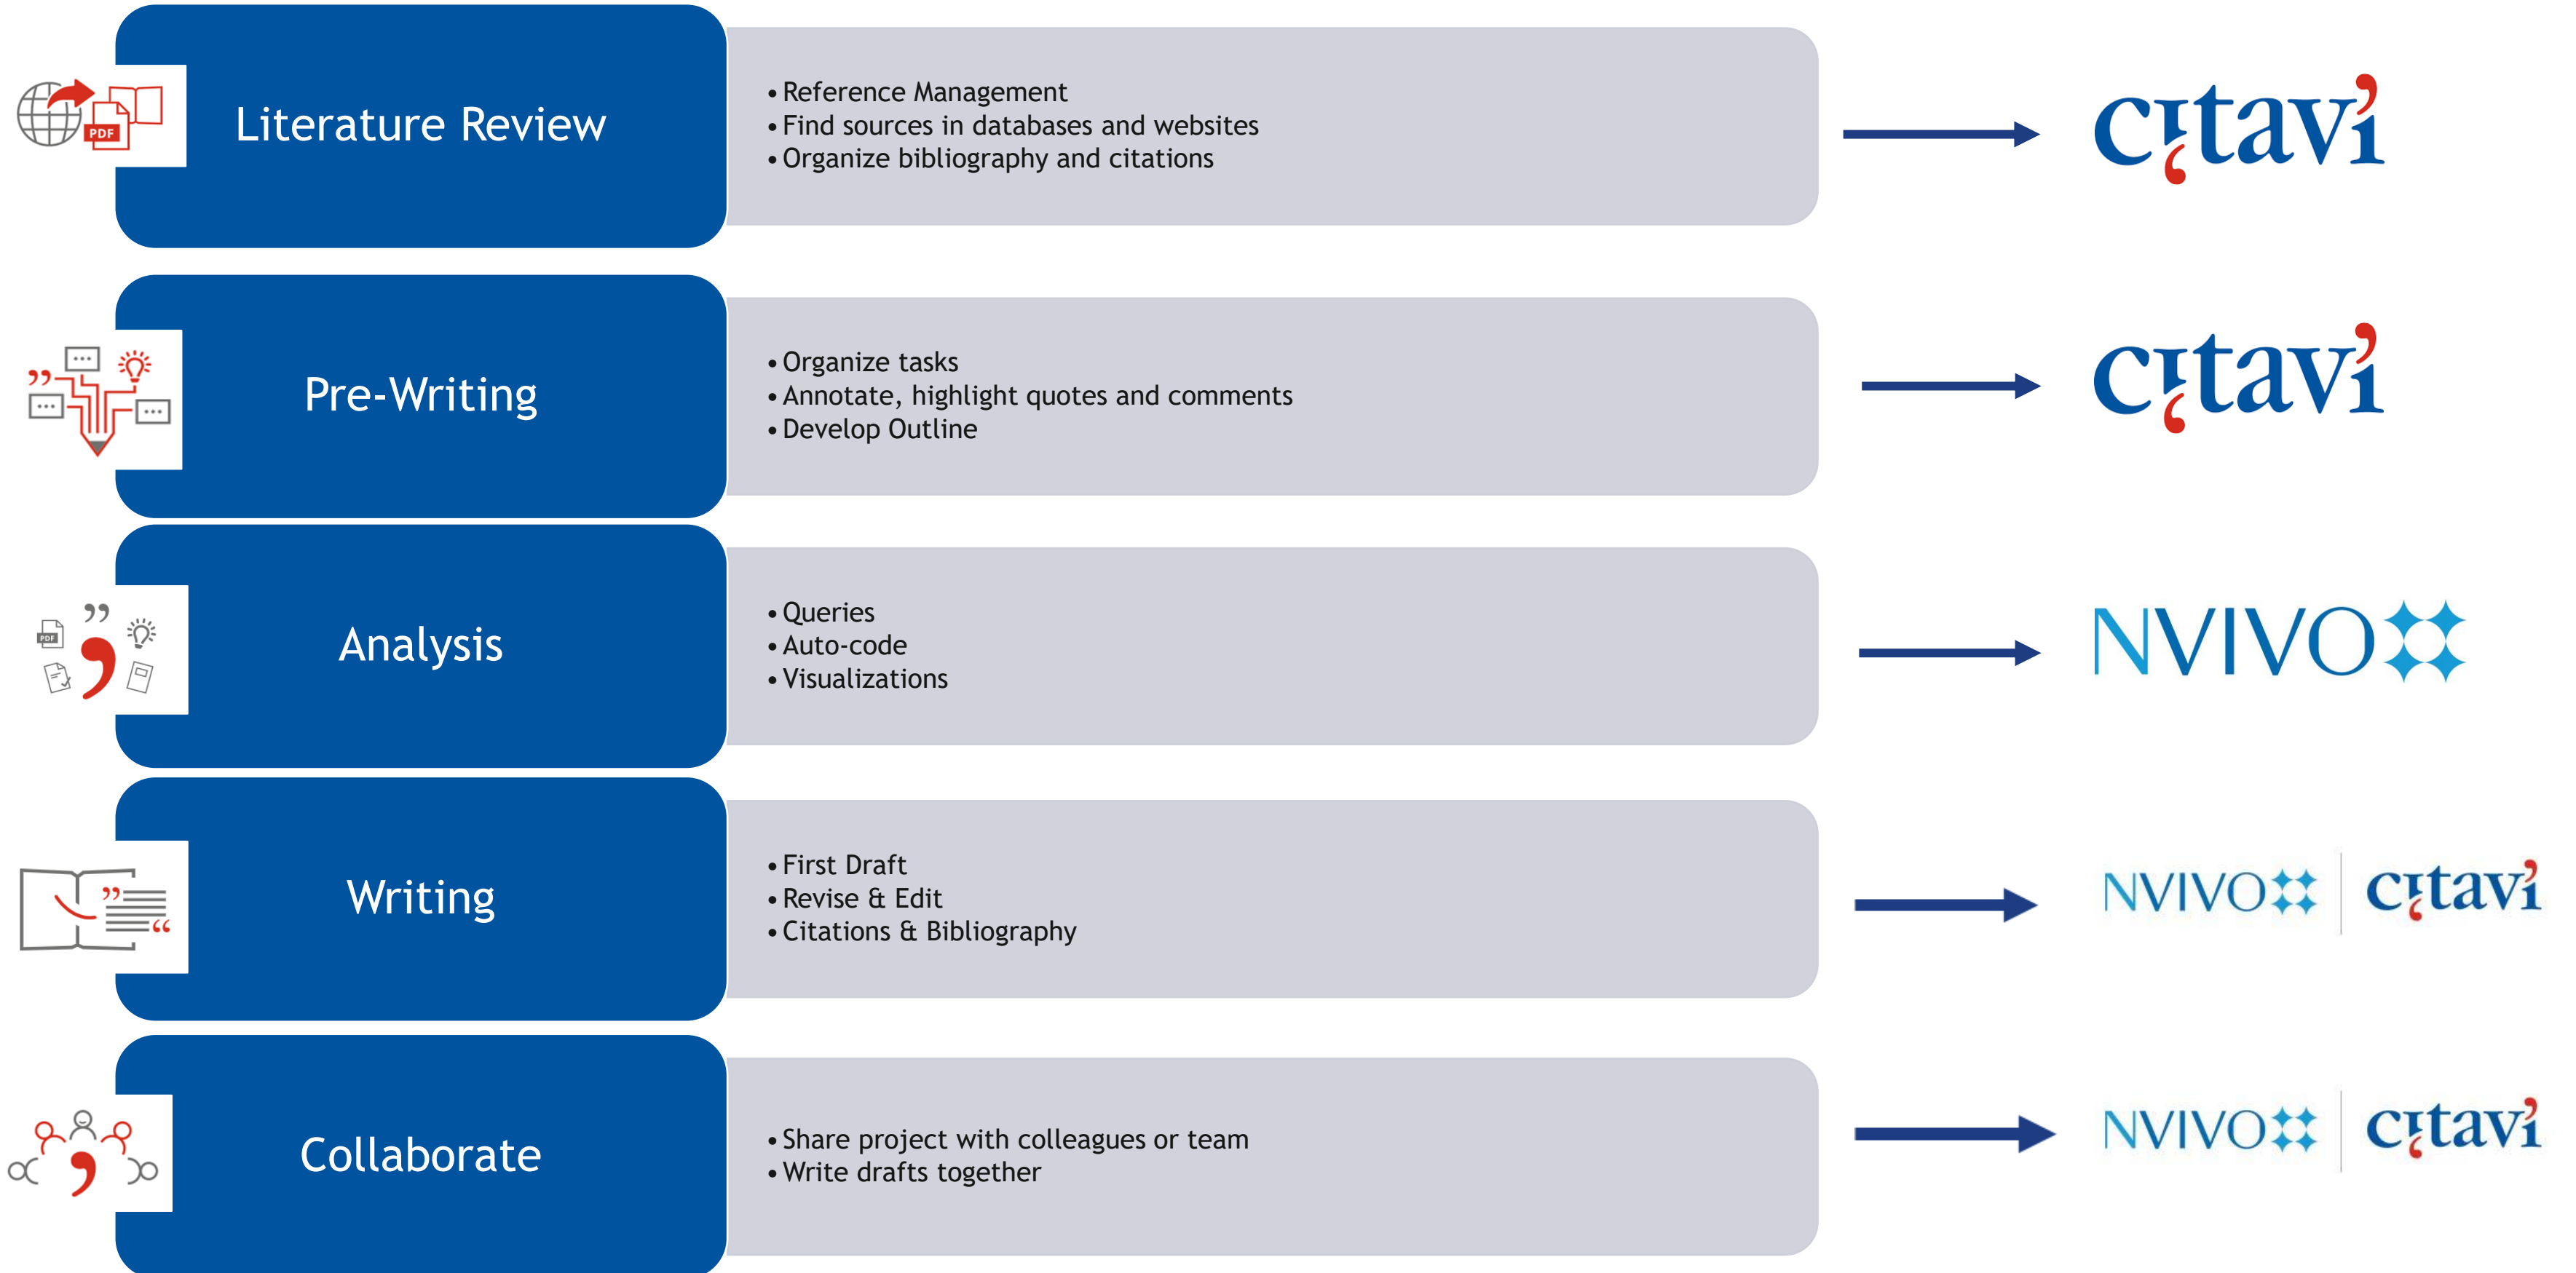 PDF
Literature Review
• Reference Management
• Find sources in databases and websites
• Organize bibliography and citations
citavi
Pre-Writing
• Organize tasks
• Annotate, highlight quotes and comments
• Develop Outline
citavi
PDF
Analysis
• Queries
• Auto-code
• Visualizations
NVIVO
Writing
• First Draft
• Revise & Edit
• Citations & Bibliography
NVIVO | citavi
Collaborate
• Share project with colleagues or team
• Write drafts together
NVIVO | citavi